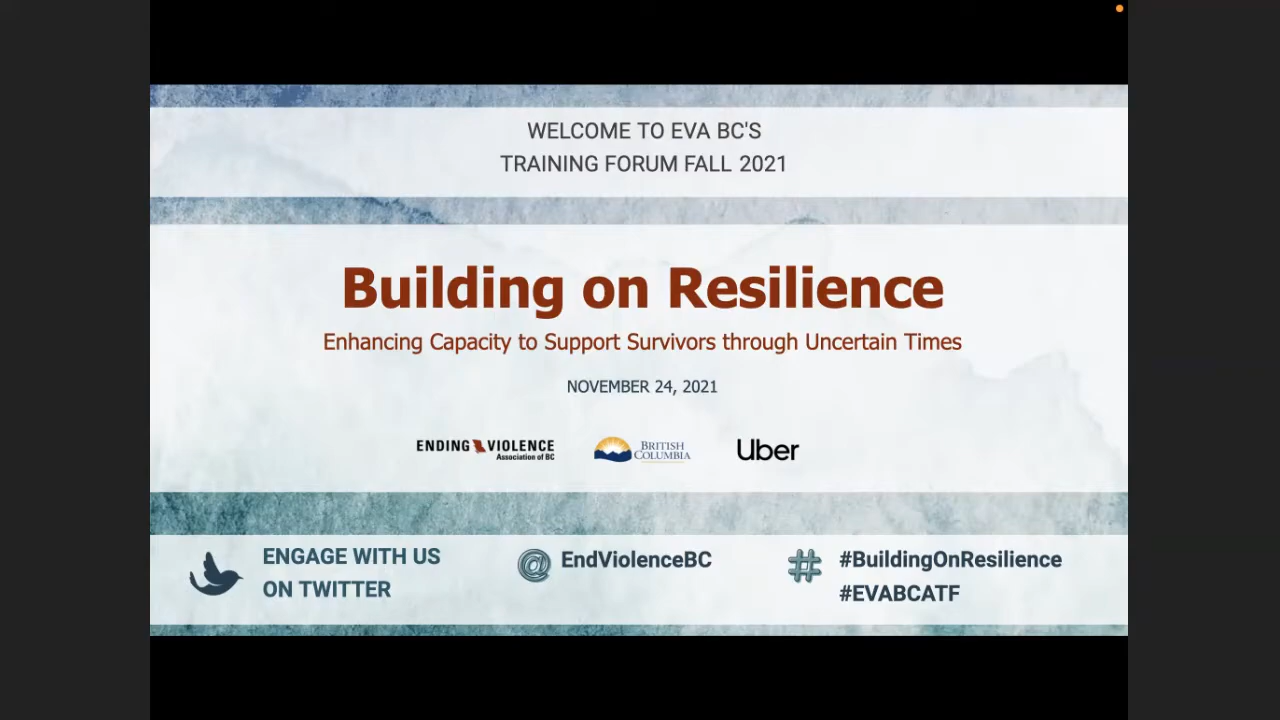 WELCOME TO EVA BC'S
TRAINING FORUM FALL 2021
Building on Resilience
Enhancing Capacity to Support Survivors through Uncertain Times
NOVEMBER 24, 2021
ENDING VIOLENCE
Association of BC
BRITISH
COLUMBIA
Uber
ENGAGE WITH US
ON TWITTER
@ EndViolenceBC
# #BuildingOnResilience
#EVABCATF